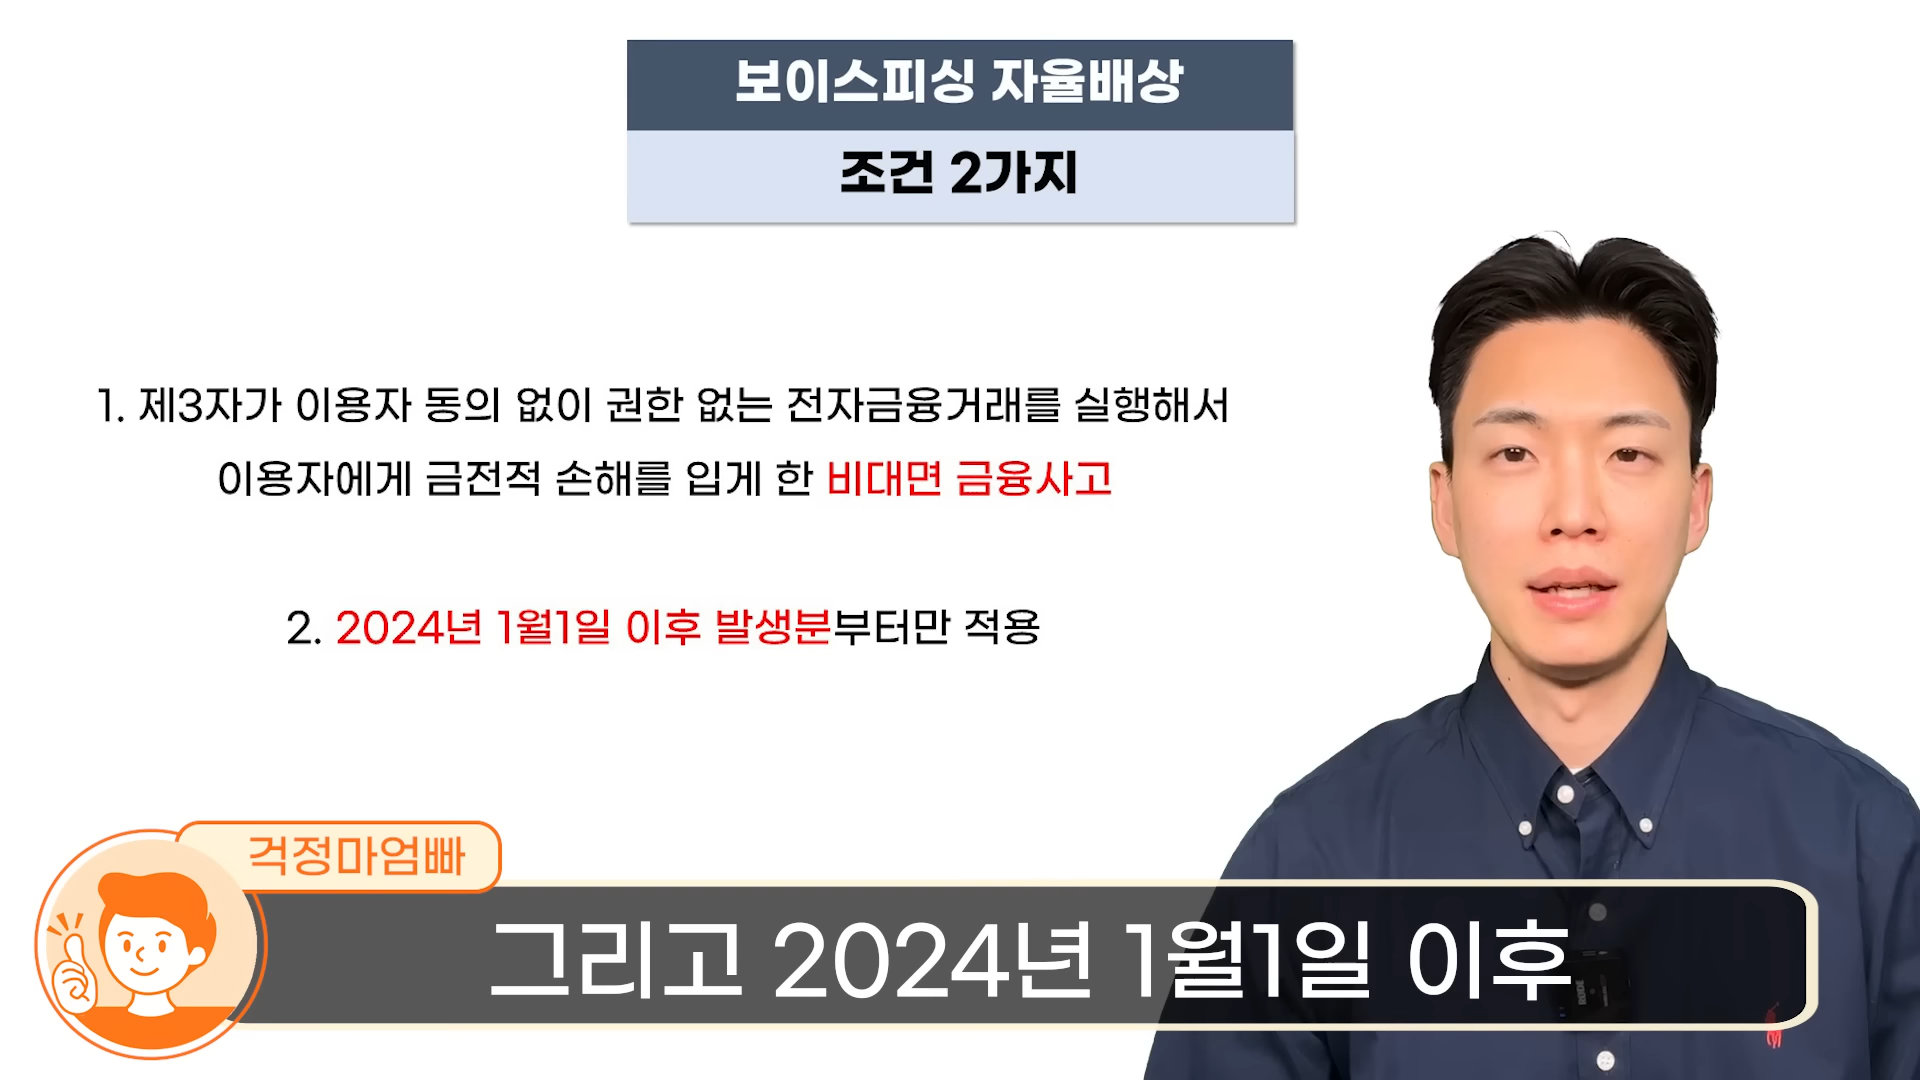 보이스피싱 자율배상
조건 2가지
1. 제3자가 이용자 동의 없이 권한 없는 전자금융거래를 실행해서
이용자에게 금전적 손해를 입게 한 비대면 금융사고
2. 2024년 1월1일 이후 발생분부터만 적용
걱정마엄빠
그리고 2024년 1월1일 이후
RODE